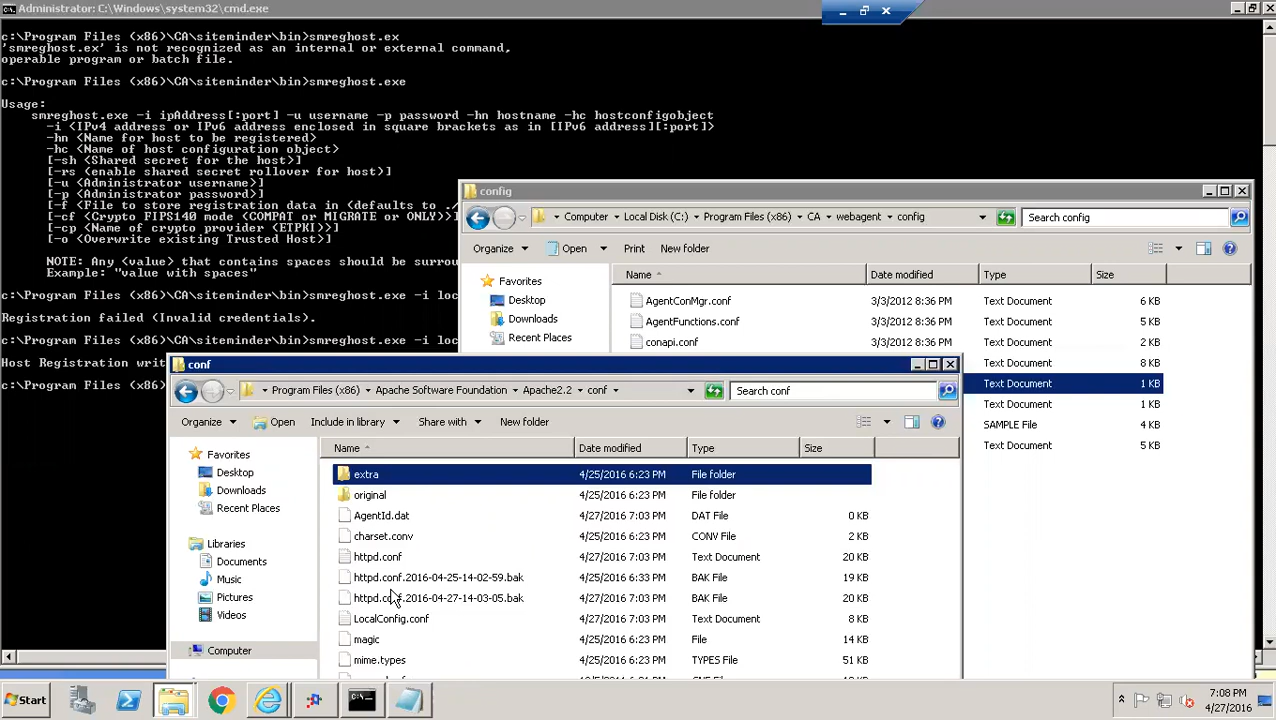 Administrator: C:\Windows\system32\cmd.exe
c:\Program Files (x86)\CA\siteminder\bin>smreghost.ex
'smreghost.ex' is not recognized as an internal or external command,
operable program or batch file.
c:\Program Files (x86)\CA\siteminder\bin>smreghost.exe
Usage:
smreghost.exe -i ipAddress[:port] -u username -p password -hn hostname -hc hostconfigobject
-i <IPv4 address or IPv6 address enclosed in square brackets as in [IPv6 address][:port]>
-hn <Name for host to be registered>
-hc <Name of host configuration object>
[-sh <Shared secret for the host>]
[-rs <enable shared secret rollover for host>]
[-u <Administrator username>]
[-p <Administrator password>]
[-f <File to store registration data in <defaults to ./
[-cf <Crypto FIPS140 mode <COMPAT or MIGRATE or ONLY>>]
[-cp <Name of crypto provider <ETPKI>>]
[-o <Overwrite existing Trusted Host>]
NOTE: Any <value> that contains spaces should be surrou
Example: "value with spaces"
c:\Program Files (x86)\CA\siteminder\bin>smreghost.exe -i loc
Registration failed (Invalid credentials).
c:\Program Files (x86)\CA\siteminder\bin>smreghost.exe -i loc
Host Registration writ
c:\Program Files (x86)
config
Computer Local Disk (C:) Program Files (x86) CA webagent config
Search config
Organize Open Print New folder
Favorites
Desktop
Downloads
Recent Places
Name Date modified Type Size
AgentConMgr.conf 3/3/2012 8:36 PM Text Document 6 KB
AgentFunctions.conf 3/3/2012 8:36 PM Text Document 5 KB
conapi.conf 3/3/2012 8:36 PM Text Document 2 KB
Text Document 8 KB
Text Document 1 KB
Text Document 1 KB
SAMPLE File 4 KB
Text Document 5 KB
conf
Program Files (x86) Apache Software Foundation Apache2.2 conf
Search conf
Organize Open Include in library Share with New folder
Favorites
Desktop
Downloads
Recent Places
Libraries
Documents
Music
Pictures
Videos
Computer
Name Date modified Type Size
extra 4/25/2016 6:23 PM File folder
original 4/25/2016 6:23 PM File folder
AgentId.dat 4/27/2016 7:03 PM DAT File 0 KB
charset.conv 4/25/2016 6:23 PM CONV File 2 KB
httpd.conf 4/27/2016 7:03 PM Text Document 20 KB
httpd.conf.2016-04-25-14-02-59.bak 4/25/2016 6:33 PM BAK File 19 KB
httpd.conf.2016-04-27-14-03-05.bak 4/27/2016 7:03 PM BAK File 20 KB
LocalConfig.conf 4/27/2016 7:03 PM Text Document 8 KB
magic 4/25/2016 6:23 PM File 14 KB
mime.types 4/25/2016 6:23 PM TYPES File 51 KB
Start
7:08 PM
4/27/2016